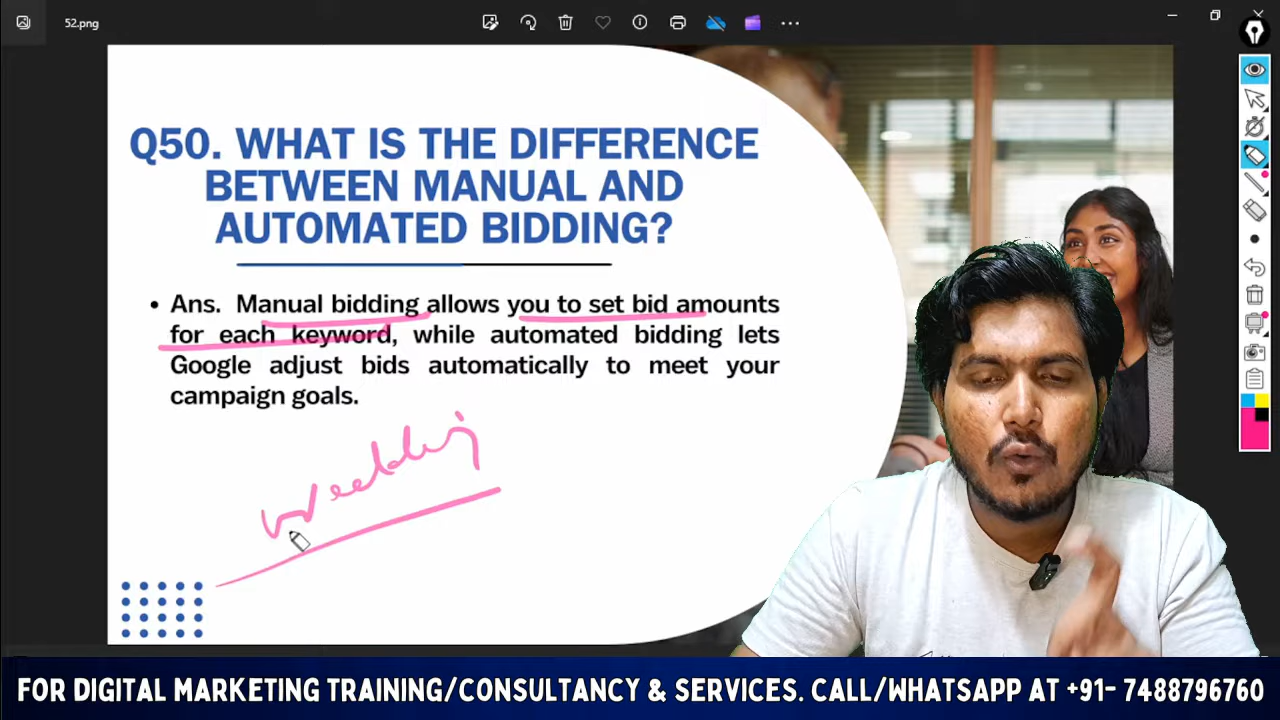 52.png
Q50. WHAT IS THE DIFFERENCE
BETWEEN MANUAL AND
AUTOMATED BIDDING?
• Ans. Manual bidding allows you to set bid amounts
for each keyword, while automated bidding lets
Google adjust bids automatically to meet your
campaign goals.
Wedding
FOR DIGITAL MARKETING TRAINING/CONSULTANCY & SERVICES. CALL/WHATSAPP AT +91- 7488796760